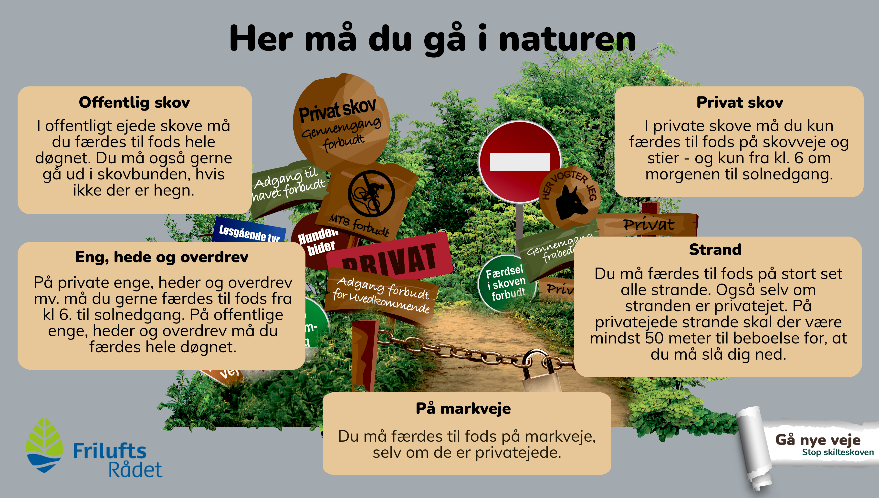 Her må du gå i naturen
Offentlig skov
I offentligt ejede skove må
du færdes til fods hele
døgnet. Du må også gerne
gå ud i skovbunden, hvis
ikke der er hegn.
Privat skov
I private skove må du kun
færdes til fods på skovveje og
stier - og kun fra kl. 6 om
morgenen til solnedgang.
Privat skov
Gennemgang
forbudt
Adgang til
havet forbudt
MTB forbudt
HER VOGTER JEG
Løsgående tyr
Hunden
bider
PRIVAT
Adgang forbudt
for Uvedkommende
Privat
Gennemgang
Færdsel
i skoven
forbudt
Eng, hede og overdrev
På private enge, heder og overdrev
mv. må du gerne færdes til fods fra
kl 6. til solnedgang. På offentlige
enge, heder og overdrev må du
færdes hele døgnet.
Strand
Du må færdes til fods på stort set
alle strande. Også selv om
stranden er privatejet. På
privatejede strande skal der være
mindst 50 meter til beboelse for, at
du må slå dig ned.
På markveje
Du må færdes til fods på markveje,
selv om de er privatejede.
Frilufts
Rådet
Gå nye veje
Stop skilteskoven